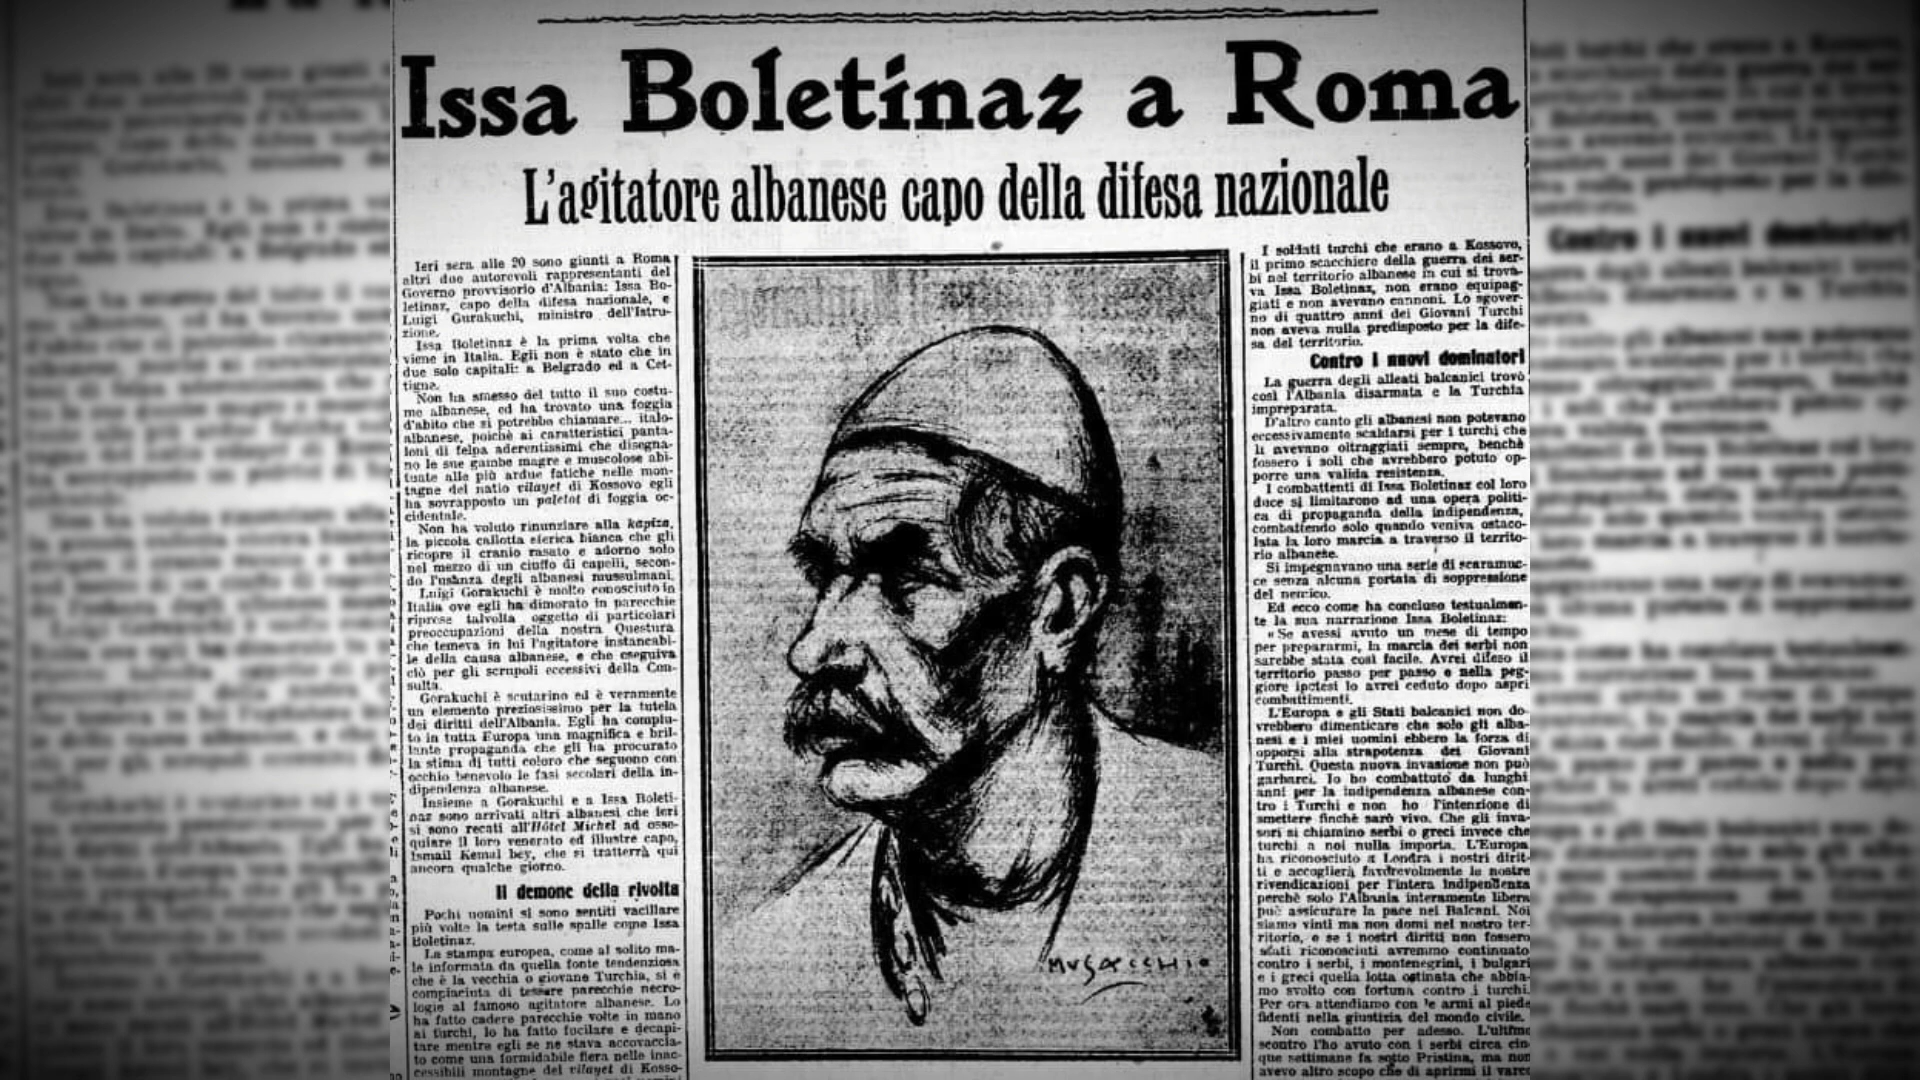 Issa Boletinaz a Roma
L'agitatore albanese capo della difesa nazionale
Ieri sera alle 20 sono giunti a Roma
altri due autorevoli rappresentanti del
Governo provvisorio d'Albania: Issa Bo-
letinaz, capo della difesa nazionale, e
Luigi Gurakuchi, ministro dell'Istru-
zione.
Issa Boletinaz è la prima volta che
viene in Italia. Egli non è stato che in
due solo capitali: a Belgrado ed a Cet-
tigne.
Non ha smesso del tutto il suo costu-
me albanese, ed ha trovato una foggia
d'abito che si potrebbe chiamare... italo-
albanese, poichè ai caratteristici panta-
loni di felpa aderentissimi che disegna-
no le sue gambe magre e muscolose abi-
tuate alle più ardue fatiche nelle mon-
tagne del natio vilayet di Kossovo egli
ha sovrapposto un paletot di foggia oc-
cidentale.
Non ha voluto rinunziare alla kapiza,
la piccola callotta sferica bianca che gli
ricopre il cranio rasato e adorno solo
nel mezzo di un ciuffo di capelli, secon-
do l'usanza degli albanesi mussulmani.
Luigi Gorakuchi è molto conosciuto in
Italia ove egli ha dimorato in parecchie
riprese talvolta oggetto di particolari
preoccupazioni della nostra Questura
che temeva in lui l'agitatore instancabi-
le della causa albanese, e che eseguiva
ciò per gli scrupoli eccessivi della Con-
sulta.
Gorakuchi è scutarino ed è veramente
un elemento preziosissimo per la tutela
dei diritti dell'Albania. Egli ha compiu-
to in tutta Europa una magnifica e bril-
lante propaganda che gli ha procurato
la stima di tutti coloro che seguono con
occhio benevolo le fasi secolari della in-
dipendenza albanese.
Insieme a Gorakuchi e a Issa Boleti-
naz sono arrivati altri albanesi che ieri
si sono recati all'Hôtel Michel ad osse-
quiare il loro venerato ed illustre capo,
Ismail Kemal bey, che si tratterrà qui
ancora qualche giorno.
Il demone della rivolta
Pochi uomini si sono sentiti vacillare
più volte la testa sulle spalle come Issa
Boletinaz.
La stampa europea, come al solito ma-
le informata da quella fonte tendenziosa
che è la vecchia o giovane Turchia, si è
compiaciuta di tessere parecchie necro-
logie al famoso agitatore albanese. Lo
ha fatto cadere parecchie volte in mano
ai turchi, lo ha fatto fucilare e decapi-
tare mentre egli se ne stava accovaccia-
to come una formidabile fiera nelle inac-
cessibili montagne del vilayet di Kosso-
MUSACCHIO
I soldati turchi che erano a Kossovo,
il primo scacchiere della guerra dei ser-
bi nel territorio albanese in cui si trova-
va Issa Boletinaz, non erano equipag-
giati e non avevano cannoni. Lo sgover-
no di quattro anni dei Giovani Turchi
non aveva nulla predisposto per la dife-
sa del territorio.
Contro i nuovi dominatori
La guerra degli alleati balcanici trovò
così l'Albania disarmata e la Turchia
impreparata.
D'altro canto gli albanesi non potevano
eccessivamente scaldarsi per i turchi che
li avevano oltraggiati sempre, benchè
fossero i soli che avrebbero potuto op-
porre una valida resistenza.
I combattenti di Issa Boletinaz col loro
duce si limitarono ad una opera politi-
ca di propaganda della indipendenza,
combattendo solo quando veniva ostaco-
lata la loro marcia a traverso il territo-
rio albanese.
Si impegnavano una serie di scaramuc-
ce senza alcuna portata di soppressione
del nemico.
Ed ecco come ha concluso testualmen-
te la sua narrazione Issa Boletinaz:
«Se avessi avuto un mese di tempo
per prepararmi, la marcia dei serbi non
sarebbe stata così facile. Avrei difeso il
territorio passo per passo e nella peg-
giore ipotesi lo avrei ceduto dopo aspri
combattimenti.
L'Europa e gli Stati balcanici non do-
vrebbero dimenticare che solo gli alba-
nesi e i miei uomini ebbero la forza di
opporsi alla strapotenza dei Giovani
Turchi. Questa nuova invasione non può
garbarci. Io ho combattuto da lunghi
anni per la indipendenza albanese con-
tro i Turchi e non ho l'intenzione di
smettere finchè sarò vivo. Che gli inva-
sori si chiamino serbi o greci invece che
turchi a noi nulla importa. L'Europa
ha riconosciuto a Londra i nostri dirit-
ti e accoglierà favorevolmente le nostre
rivendicazioni per l'intera indipendenza
perchè solo l'Albania interamente libera
può assicurare la pace nei Balcani. Noi
siamo vinti ma non domi nel nostro ter-
ritorio, e se i nostri diritti non fossero
stati riconosciuti avremmo continuato
contro i serbi, i montenegrini, i bulgari
e i greci quella lotta ostinata che abbia-
mo svolto con fortuna contro i turchi.
Per ora attendiamo con le armi al piede
fidenti nella giustizia del mondo civile.
Non combatto per adesso. L'ultimo
scontro l'ho avuto con i serbi circa cin-
que settimane fa sotto Pristina, ma non
avevo altro scopo che di aprirmi il varco